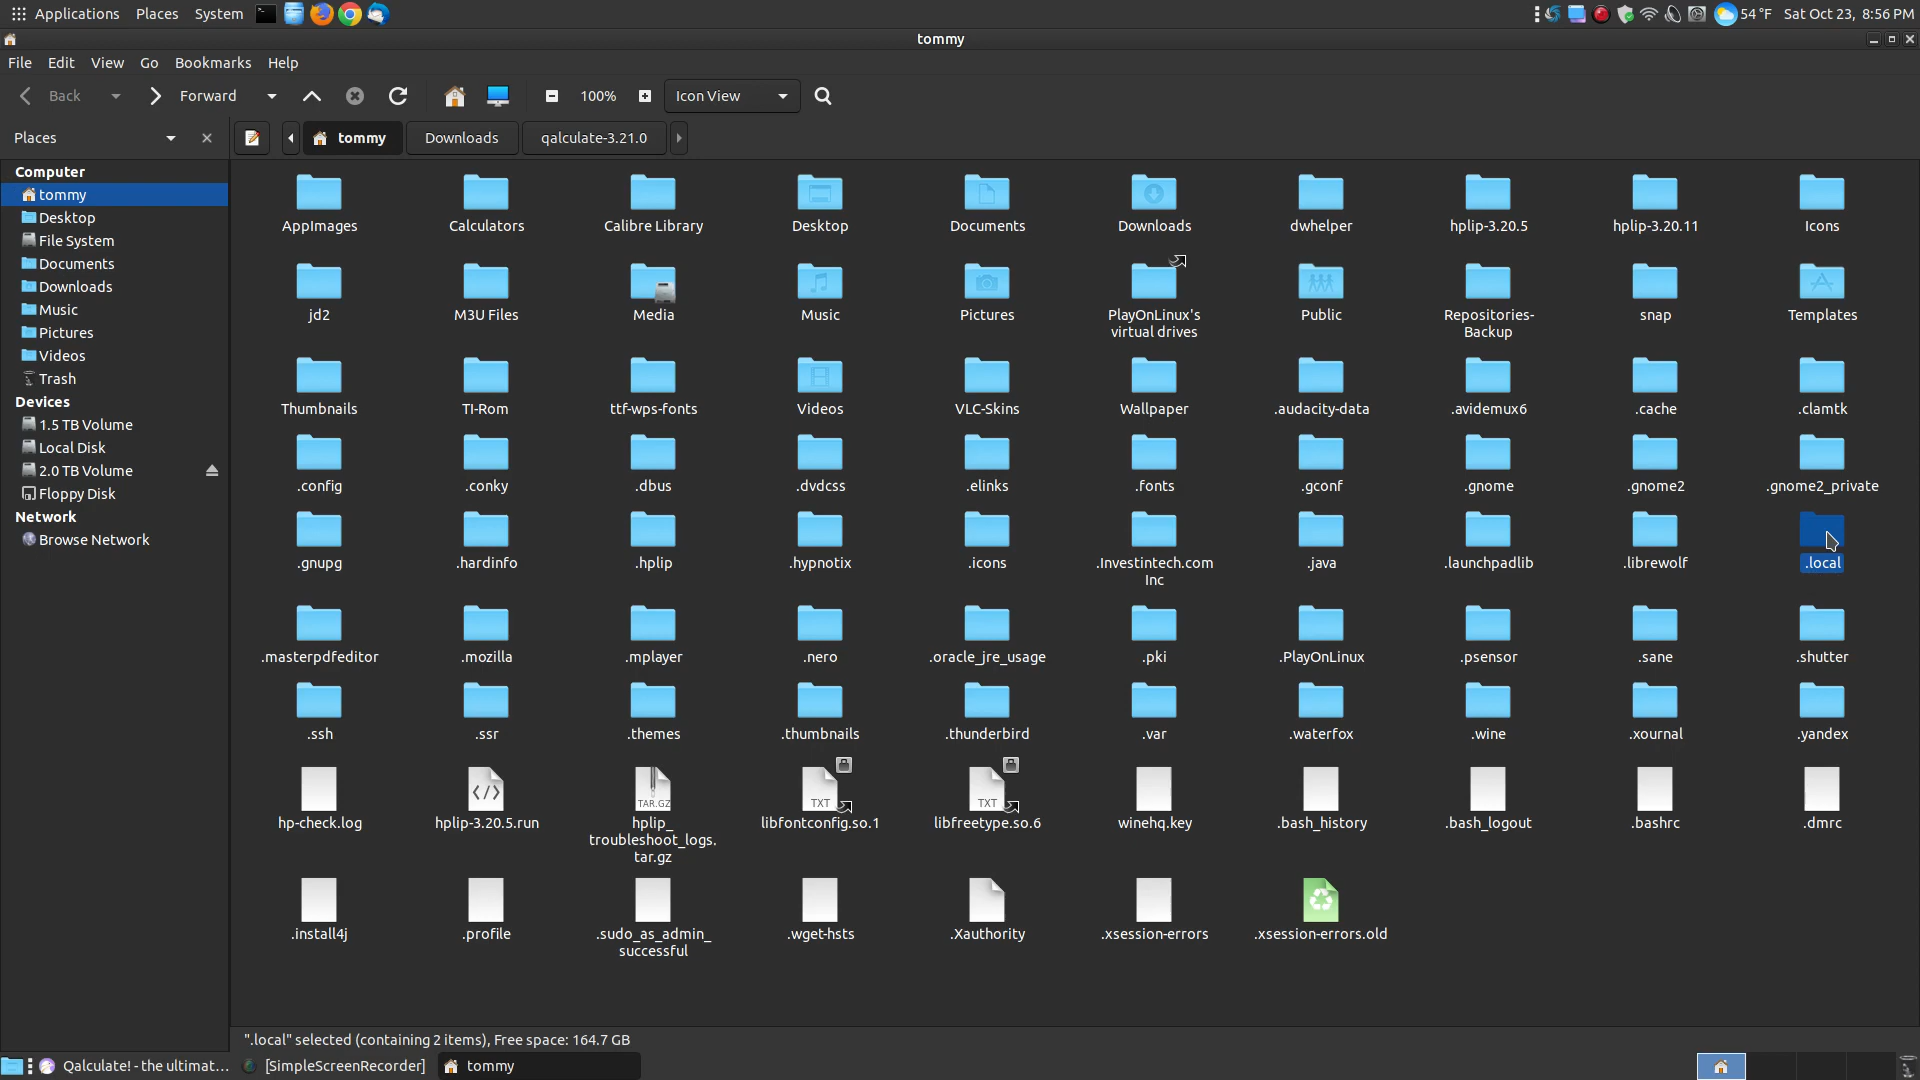 Applications Places System 54 °F Sat Oct 23, 8:56 PM
tommy
File Edit View Go Bookmarks Help
Back Forward 100% Icon View
Places tommy Downloads qalculate-3.21.0
Computer
tommy
Desktop
File System
Documents
Downloads
Music
Pictures
Videos
Trash
Devices
1.5 TB Volume
Local Disk
2.0 TB Volume
Floppy Disk
Network
Browse Network
AppImages Calculators Calibre Library Desktop Documents Downloads dwhelper hplip-3.20.5 hplip-3.20.11 Icons
jd2 M3U Files Media Music Pictures PlayOnLinux's Public Repositories- snap Templates
virtual drives Backup
Thumbnails TI-Rom ttf-wps-fonts Videos VLC-Skins Wallpaper .audacity-data .avidemux6 .cache .clamtk
.config .conky .dbus .dvdcss .elinks .fonts .gconf .gnome .gnome2 .gnome2_private
.gnupg .hardinfo .hplip .hypnotix .icons .Investintech.com .java .launchpadlib .librewolf .local
Inc
.masterpdfeditor .mozilla .mplayer .nero .oracle_jre_usage .pki .PlayOnLinux .psensor .sane .shutter
.ssh .ssr .themes .thumbnails .thunderbird .var .waterfox .wine .xournal .yandex
TAR.GZ TXT TXT
hp-check.log hplip-3.20.5.run hplip_ libfontconfig.so.1 libfreetype.so.6 winehq.key .bash_history .bash_logout .bashrc .dmrc
troubleshoot_logs.
tar.gz
.install4j .profile .sudo_as_admin_ .wget-hsts .Xauthority .xsession-errors .xsession-errors.old
successful
".local" selected (containing 2 items), Free space: 164.7 GB
Qalculate! - the ultimat... [SimpleScreenRecorder] tommy